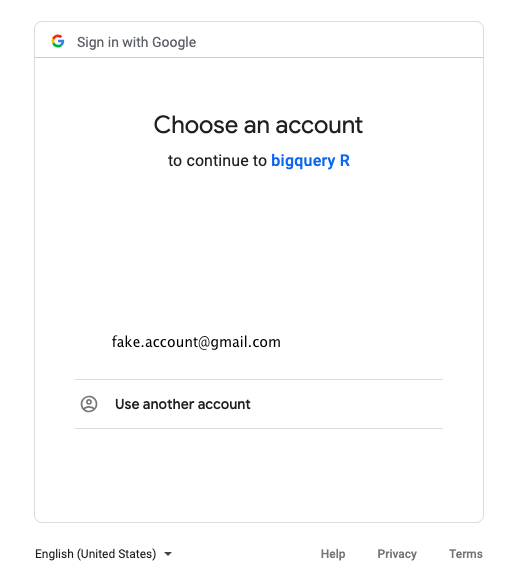 Sign in with Google
Choose an account
to continue to bigquery R
fake.account@gmail.com
Use another account
English (United States)
Help Privacy Terms